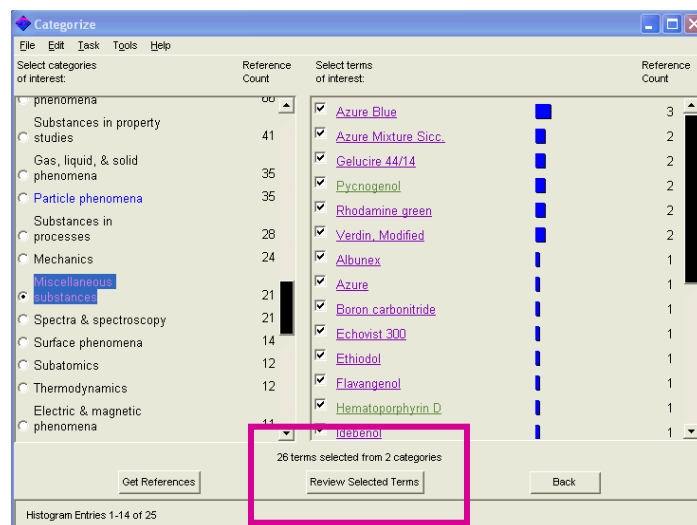 Categorize
File Edit Task Tools Help
Select categories
of interest:
Reference
Count
phenomena
Substances in property
studies 41
Gas, liquid, & solid
phenomena 35
Particle phenomena 35
Substances in
processes 28
Mechanics 24
Miscellaneous
substances 21
Spectra & spectroscopy 21
Surface phenomena 14
Subatomics 12
Thermodynamics 12
Electric & magnetic
phenomena 11
Select terms
of interest:
Reference
Count
Azure Blue 3
Azure Mixture Sicc. 2
Gelucire 44/14 2
Pycnogenol 2
Rhodamine green 2
Verdin, Modified 2
Albunex 1
Azure 1
Boron carbonitride 1
Echovist 300 1
Ethiodol 1
Flavangenol 1
Hematoporphyrin D 1
Idebenol 1
26 terms selected from 2 categories
Get References Review Selected Terms Back
Histogram Entries 1-14 of 25